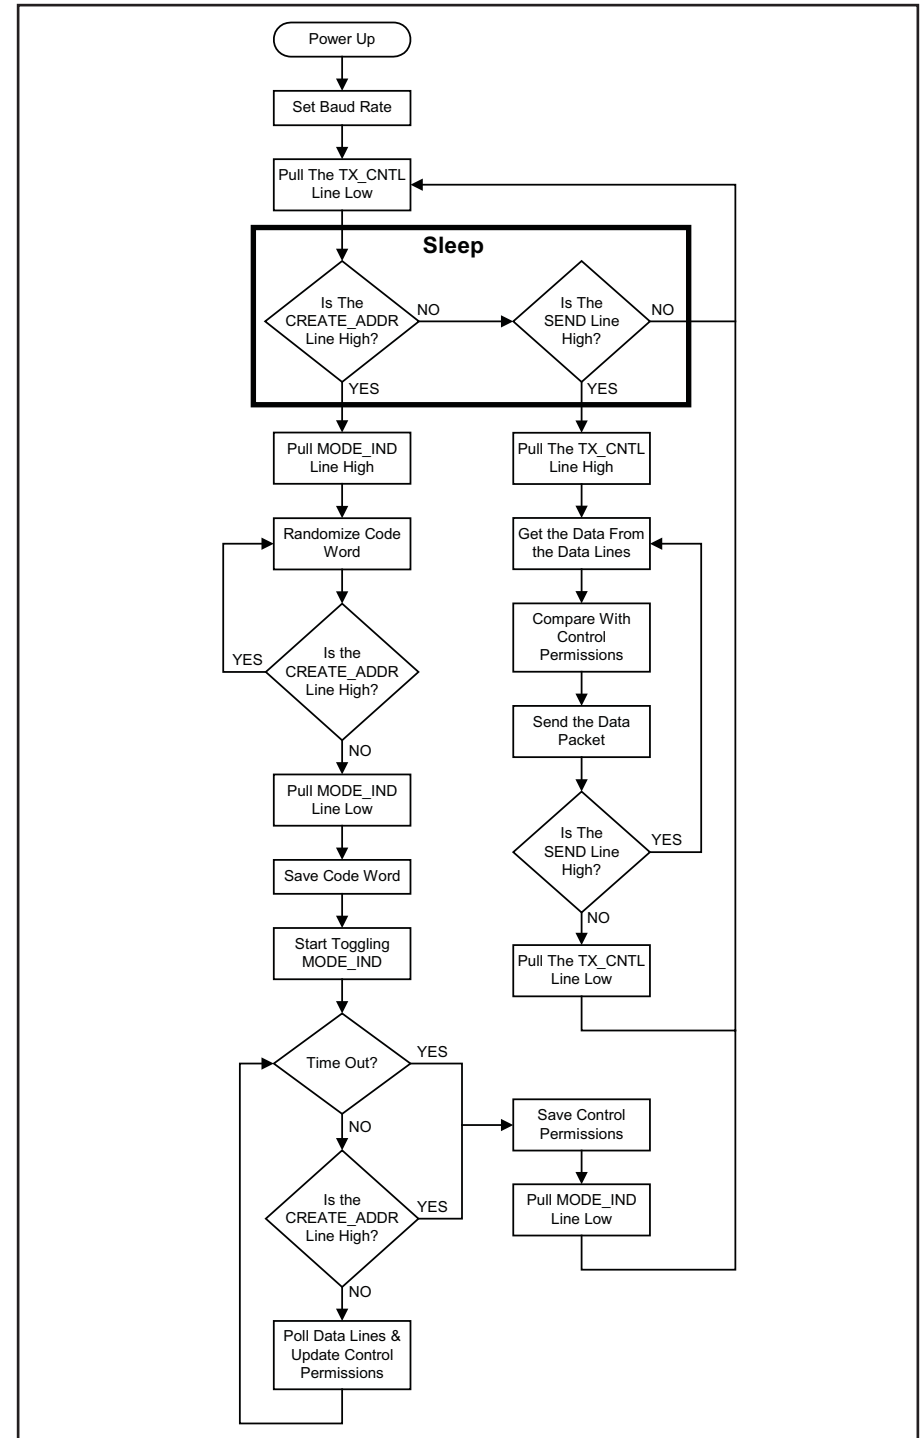 Power Up
Set Baud Rate
Pull The TX_CNTL
Line Low
Sleep
Is The
CREATE_ADDR
Line High?
NO
YES
Is The
SEND Line
High?
NO
YES
Pull MODE_IND
Line High
Randomize Code
Word
Is the
CREATE_ADDR
Line High?
YES
NO
Pull MODE_IND
Line Low
Save Code Word
Start Toggling
MODE_IND
Time Out?
YES
NO
Is the
CREATE_ADDR
Line High?
YES
NO
Poll Data Lines &
Update Control
Permissions
Pull The TX_CNTL
Line High
Get the Data From
the Data Lines
Compare With
Control
Permissions
Send the Data
Packet
Is The
SEND Line
High?
YES
NO
Pull The TX_CNTL
Line Low
Save Control
Permissions
Pull MODE_IND
Line Low